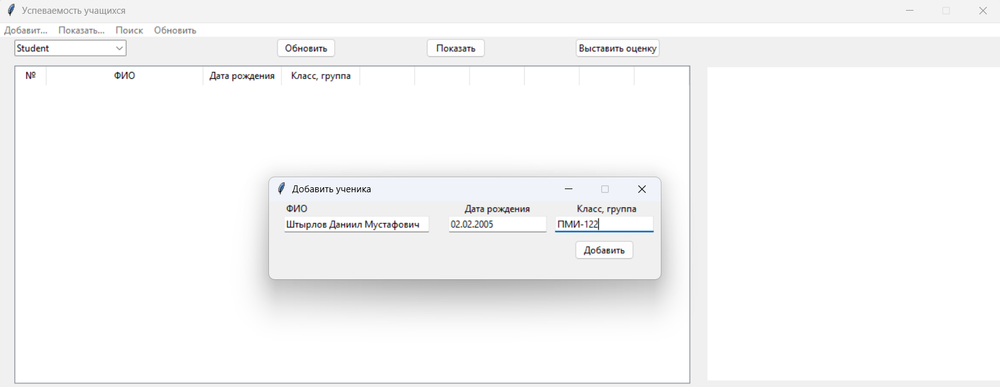 Успеваемость учащихся
Добавит... Показать... Поиск Обновить
Student Обновить Показать Выставить оценку
№ ФИО Дата рождения Класс, группа
Добавить ученика
ФИО Дата рождения Класс, группа
Штырлов Даниил Мустафович 02.02.2005 ПМИ-122
Добавить